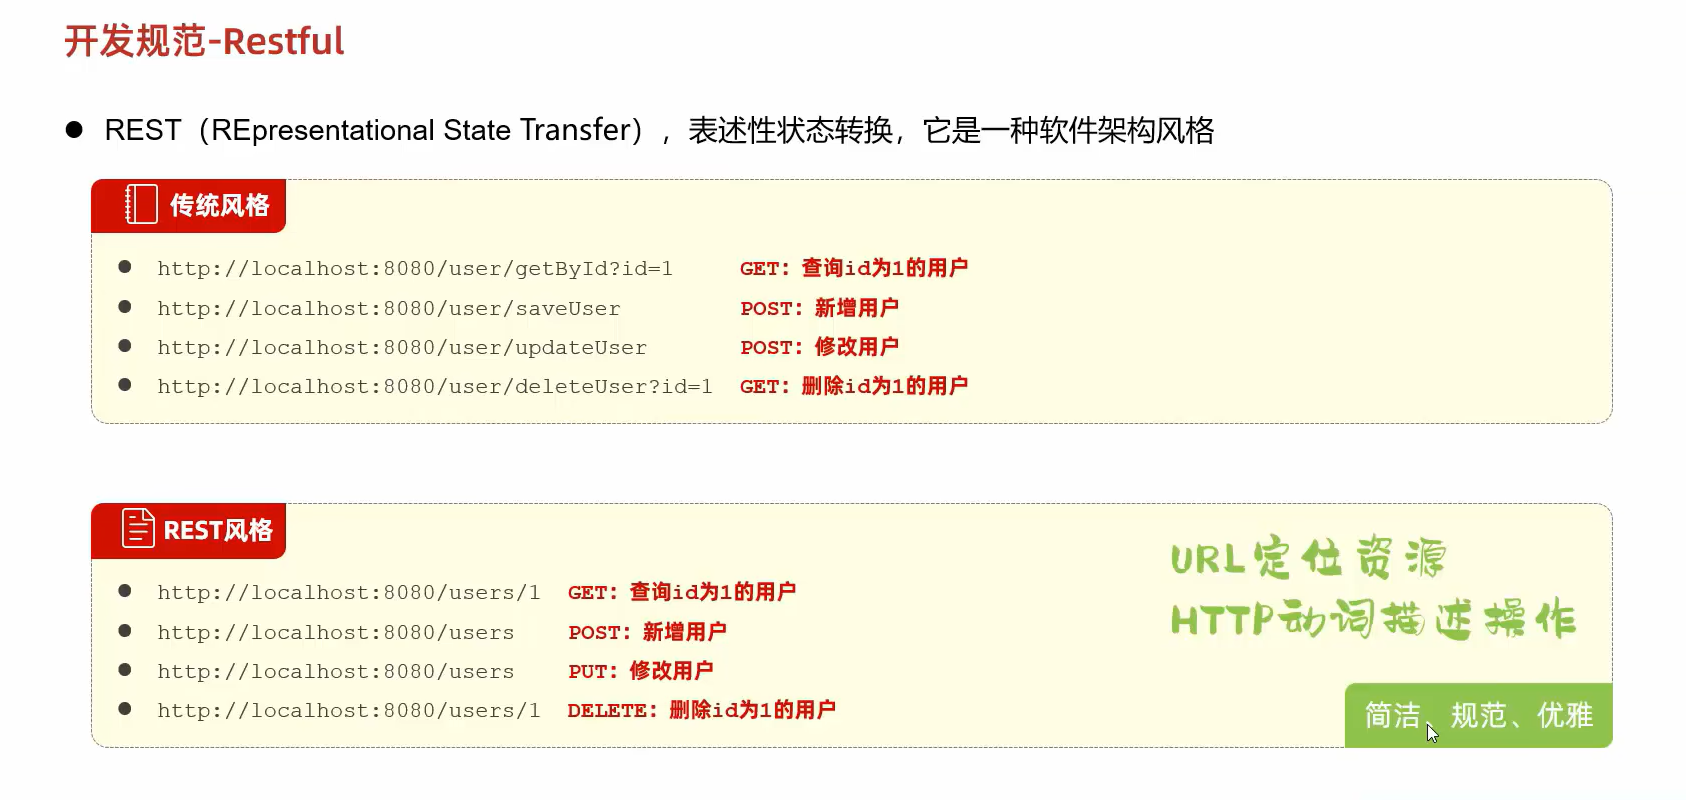 开发规范-Restful
REST（REpresentational State Transfer），表述性状态转换，它是一种软件架构风格
传统风格
http://localhost:8080/user/getById?id=1 GET：查询id为1的用户
http://localhost:8080/user/saveUser POST：新增用户
http://localhost:8080/user/updateUser POST：修改用户
http://localhost:8080/user/deleteUser?id=1 GET：删除id为1的用户
REST风格
http://localhost:8080/users/1 GET：查询id为1的用户
http://localhost:8080/users POST：新增用户
http://localhost:8080/users PUT：修改用户
http://localhost:8080/users/1 DELETE：删除id为1的用户
URL定位资源
HTTP动词描述操作
简洁、规范、优雅